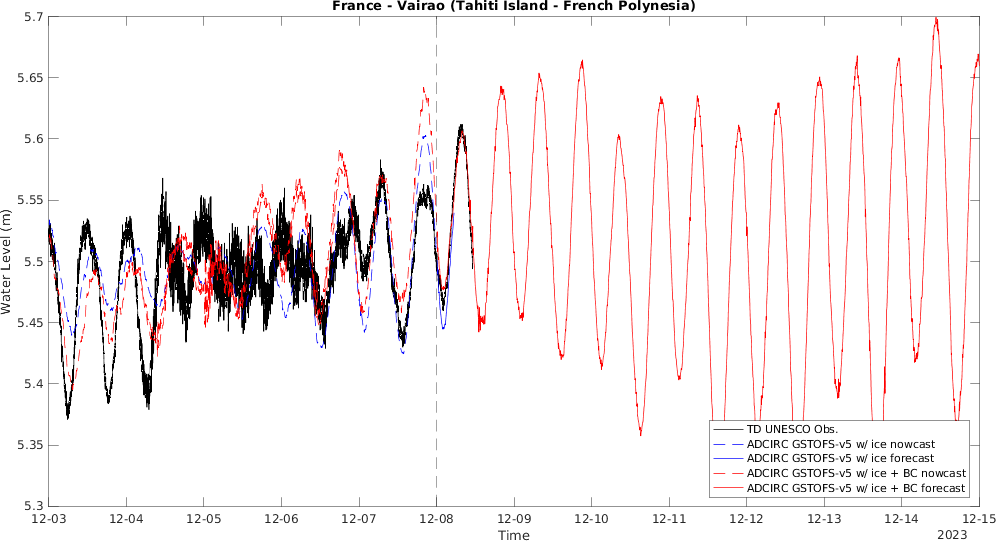 France - Vairao (Tahiti Island - French Polynesia)
5.7
5.65
5.6
5.55
5.5
5.45
5.4
5.35
5.3
Water Level (m)
12-03 12-04 12-05 12-06 12-07 12-08 12-09 12-10 12-11 12-12 12-13 12-14 12-15
Time
2023
TD UNESCO Obs.
ADCIRC GSTOFS-v5 w/ ice nowcast
ADCIRC GSTOFS-v5 w/ ice forecast
ADCIRC GSTOFS-v5 w/ ice + BC nowcast
ADCIRC GSTOFS-v5 w/ ice + BC forecast